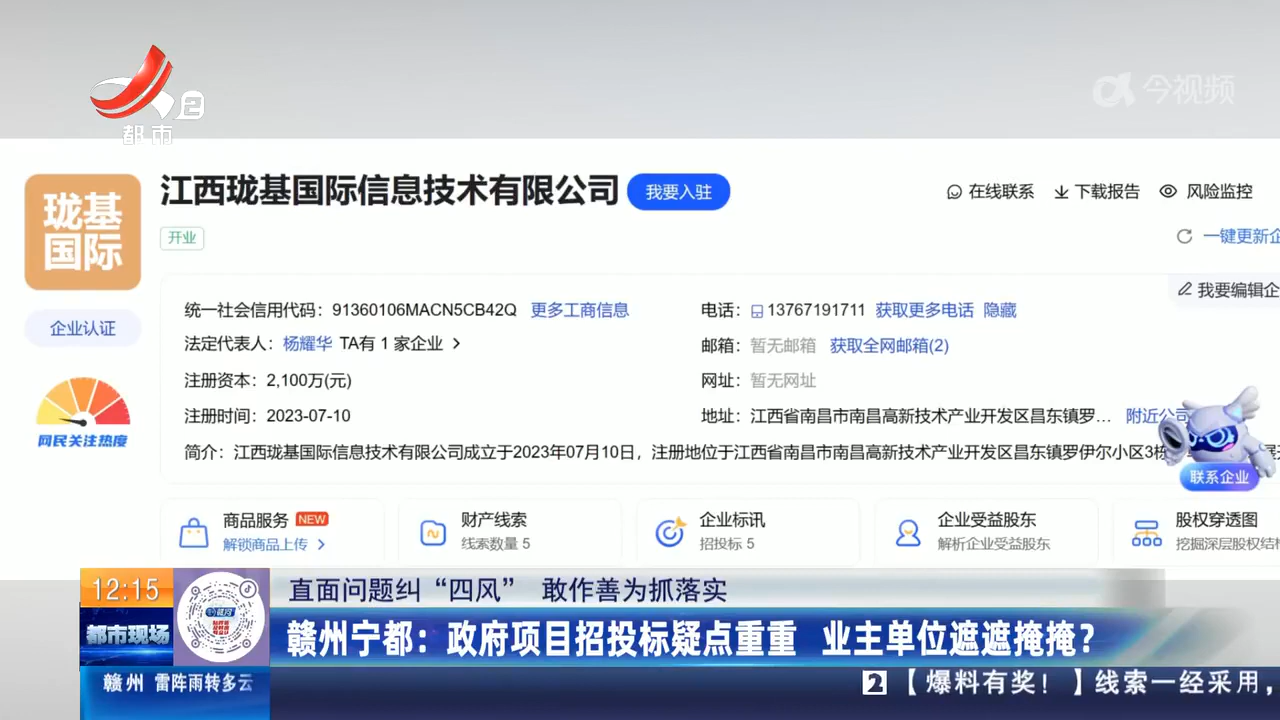 2
都市
今视频
珑基
国际
江西珑基国际信息技术有限公司 我要入驻
在线联系 下载报告 风险监控
开业
一键更新企
我要编辑企
企业认证
统一社会信用代码：91360106MACN5CB42Q 更多工商信息
电话：13767191711 获取更多电话 隐藏
法定代表人：杨耀华 TA有 1 家企业 >
邮箱：暂无邮箱 获取全网邮箱(2)
注册资本：2,100万(元)
网址：暂无网址
注册时间：2023-07-10
地址：江西省南昌市南昌高新技术产业开发区昌东镇罗... 附近公司
网民关注热度
简介：江西珑基国际信息技术有限公司成立于2023年07月10日，注册地位于江西省南昌市南昌高新技术产业开发区昌东镇罗伊尔小区3栋
联系企业
商品服务 NEW
解锁商品上传 >
财产线索
线索数量 5
企业标讯
招投标 5
企业受益股东
解析企业受益股东
股权穿透图
挖掘深层股权结构
12:15
都市现场
直面问题纠“四风” 敢作善为抓落实
赣州宁都：政府项目招投标疑点重重 业主单位遮遮掩掩？
赣州 雷阵雨转多云
2【爆料有奖！】线索一经采用，